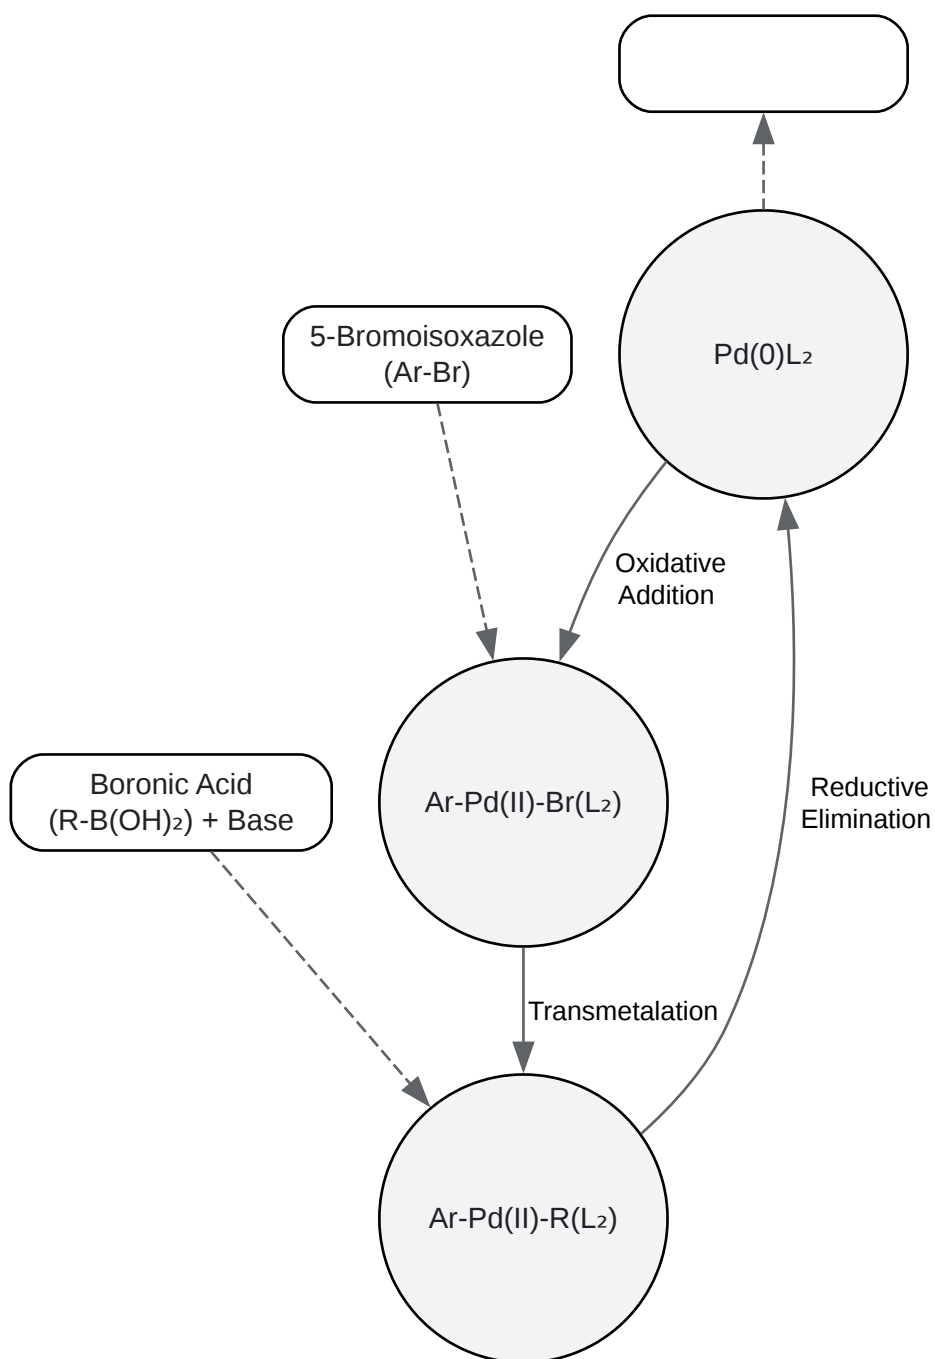 5-Bromoisoxazole
(Ar-Br)
Pd(0)L₂
Oxidative
Addition
Boronic Acid
(R-B(OH)₂) + Base
Ar-Pd(II)-Br(L₂)
Reductive
Elimination
Transmetalation
Ar-Pd(II)-R(L₂)